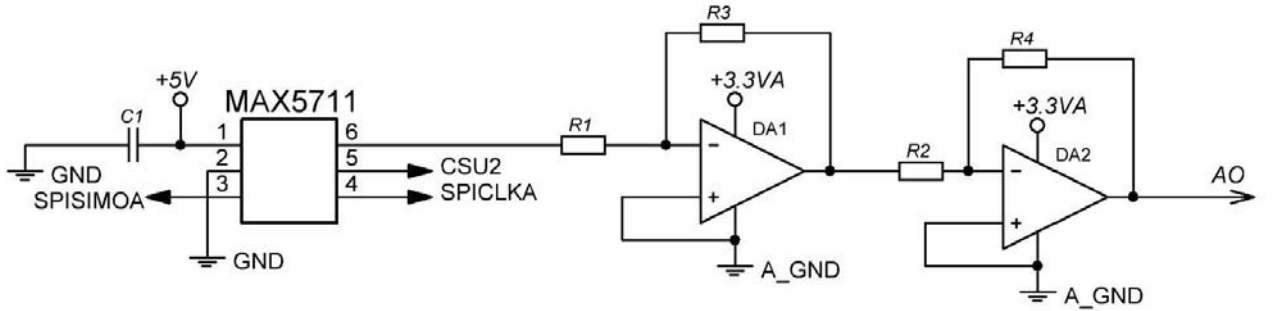 R3
R4
+5V
MAX5711
+3.3VA
+3.3VA
C1
DA1
1
6
R1
−
2
5
CSU2
R2
DA2
GND
−
3
4
SPICLKA
AO
SPISIMOA
+
+
GND
A_GND
A_GND